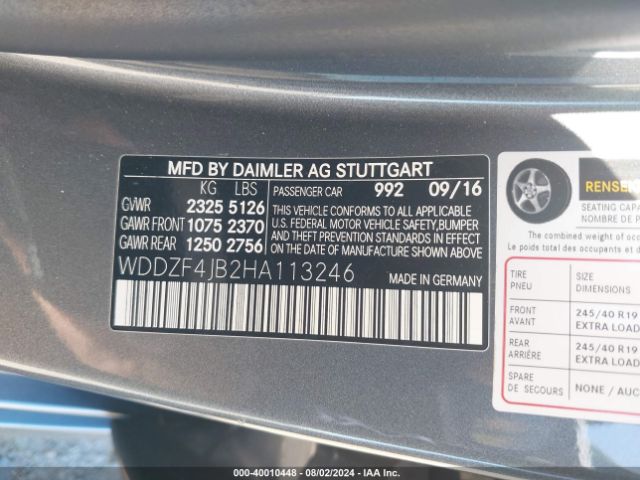 MFD BY DAIMLER AG STUTTGART
KG LBS
GVWR 2325 5126
GAWR FRONT 1075 2370
GAWR REAR 1250 2756
PASSENGER CAR 992 09/16
THIS VEHICLE CONFORMS TO ALL APPLICABLE
U.S. FEDERAL MOTOR VEHICLE SAFETY,BUMPER
AND THEFT PREVENTION STANDARDS IN EFFECT
ON THE DATE OF MANUFACTURE SHOWN ABOVE.
WDDZF4JB2HA113246
MADE IN GERMANY
SEATING CAPA
NOMBRE DE P
The combined weight of occupants
Le poids total des occupants et d
TIRE
PNEU
SIZE
DIMENSIONS
FRONT
AVANT
245/40 R19
EXTRA LOAD
REAR
ARRIÈRE
245/40 R19
EXTRA LOAD
SPARE
DE SECOURS
NONE / AUC
000-40010448 - 08/02/2024 - IAA Inc.